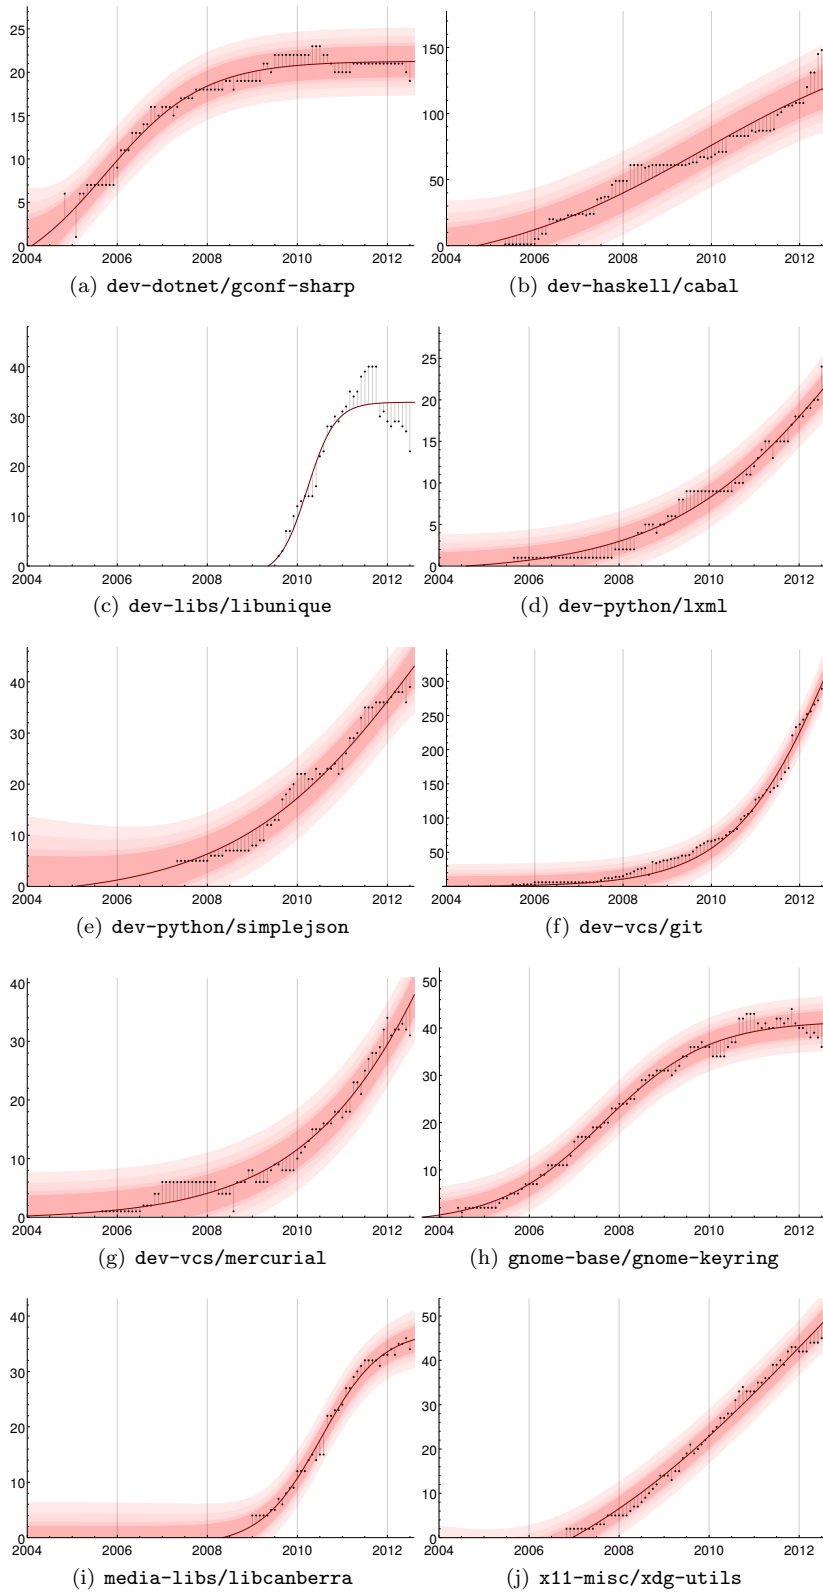 25
20
15
10
5
0
2004 2006 2008 2010 2012
(a) dev-dotnet/gconf-sharp
150
100
50
0
2004 2006 2008 2010 2012
(b) dev-haskell/cabal
40
30
20
10
0
2004 2006 2008 2010 2012
(c) dev-libs/libunique
25
20
15
10
5
0
2004 2006 2008 2010 2012
(d) dev-python/lxml
40
30
20
10
0
2004 2006 2008 2010 2012
(e) dev-python/simplejson
300
250
200
150
100
50
2004 2006 2008 2010 2012
(f) dev-vcs/git
40
30
20
10
0
2004 2006 2008 2010 2012
(g) dev-vcs/mercurial
50
40
30
20
10
2006 2008 2010 2012
(h) gnome-base/gnome-keyring
40
30
20
10
0
2004 2006 2008 2010 2012
(i) media-libs/libcanberra
50
40
30
20
10
0
2004 2006 2008 2010 2012
(j) x11-misc/xdg-utils